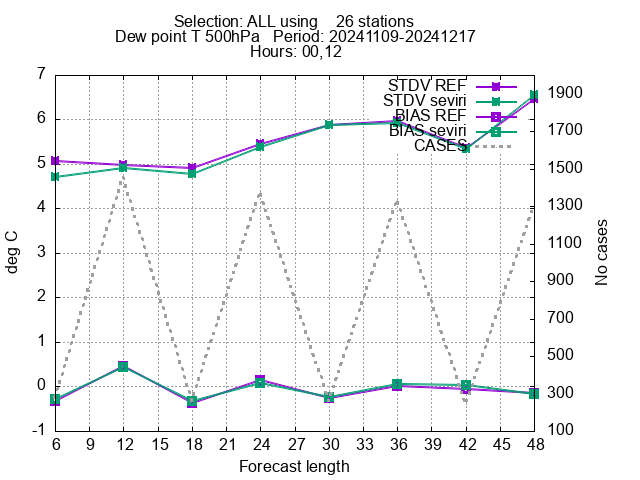 Selection: ALL using    26 stations
Dew point T 500hPa   Period: 20241109-20241217
Hours: 00,12
STDV REF
STDV seviri
BIAS REF
BIAS seviri
CASES
deg C
7
6
5
4
3
2
1
0
-1
No cases
1900
1700
1500
1300
1100
900
700
500
300
100
6 9 12 15 18 21 24 27 30 33 36 39 42 45 48
Forecast length